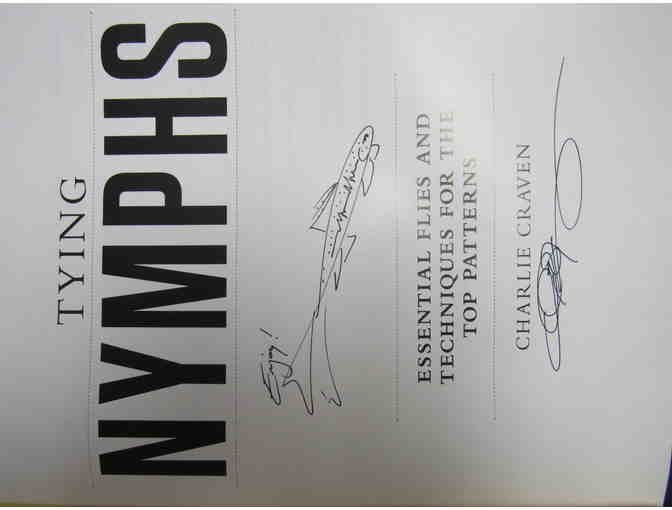 TYING
NYMPHS
Enjoy!
ESSENTIAL FLIES AND
TECHNIQUES FOR THE
TOP PATTERNS
CHARLIE CRAVEN